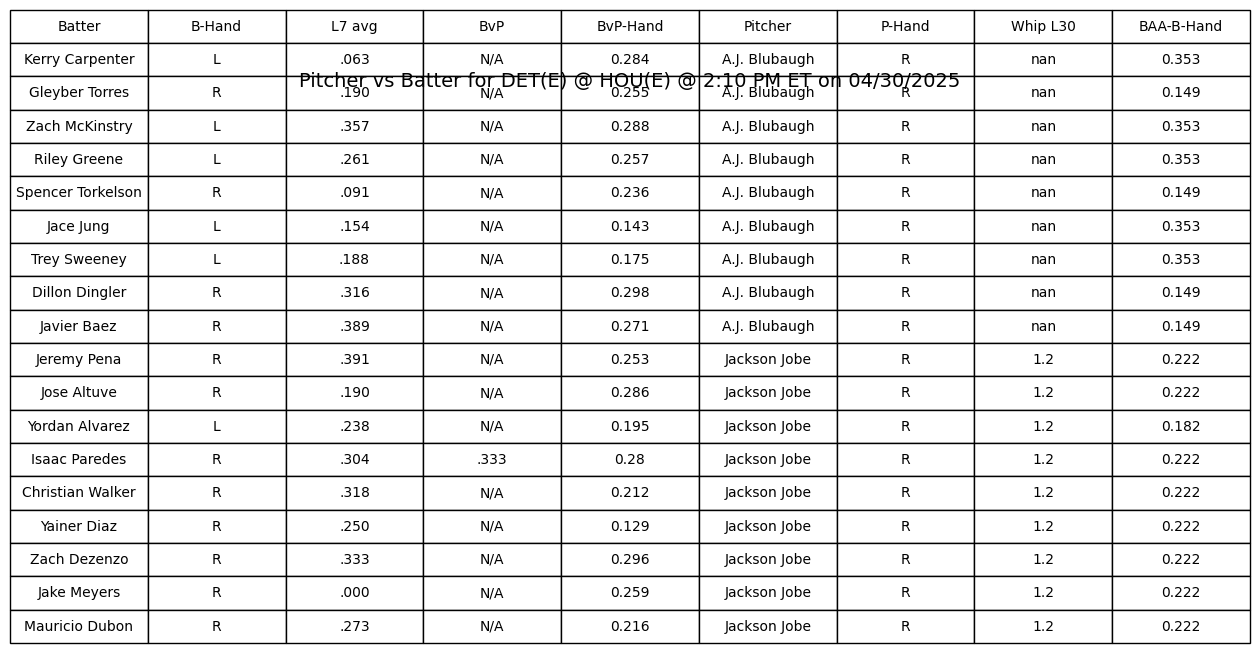 Batter B-Hand L7 avg BvP BvP-Hand Pitcher P-Hand Whip L30 BAA-B-Hand
Kerry Carpenter L .063 N/A 0.284 A.J. Blubaugh R nan 0.353
Pitcher vs Batter for DET(E) @ HOU(E) @ 2:10 PM ET on 04/30/2025
Gleyber Torres R .190 N/A 0.255 A.J. Blubaugh R nan 0.149
Zach McKinstry L .357 N/A 0.288 A.J. Blubaugh R nan 0.353
Riley Greene L .261 N/A 0.257 A.J. Blubaugh R nan 0.353
Spencer Torkelson R .091 N/A 0.236 A.J. Blubaugh R nan 0.149
Jace Jung L .154 N/A 0.143 A.J. Blubaugh R nan 0.353
Trey Sweeney L .188 N/A 0.175 A.J. Blubaugh R nan 0.353
Dillon Dingler R .316 N/A 0.298 A.J. Blubaugh R nan 0.149
Javier Baez R .389 N/A 0.271 A.J. Blubaugh R nan 0.149
Jeremy Pena R .391 N/A 0.253 Jackson Jobe R 1.2 0.222
Jose Altuve R .190 N/A 0.286 Jackson Jobe R 1.2 0.222
Yordan Alvarez L .238 N/A 0.195 Jackson Jobe R 1.2 0.182
Isaac Paredes R .304 .333 0.28 Jackson Jobe R 1.2 0.222
Christian Walker R .318 N/A 0.212 Jackson Jobe R 1.2 0.222
Yainer Diaz R .250 N/A 0.129 Jackson Jobe R 1.2 0.222
Zach Dezenzo R .333 N/A 0.296 Jackson Jobe R 1.2 0.222
Jake Meyers R .000 N/A 0.259 Jackson Jobe R 1.2 0.222
Mauricio Dubon R .273 N/A 0.216 Jackson Jobe R 1.2 0.222